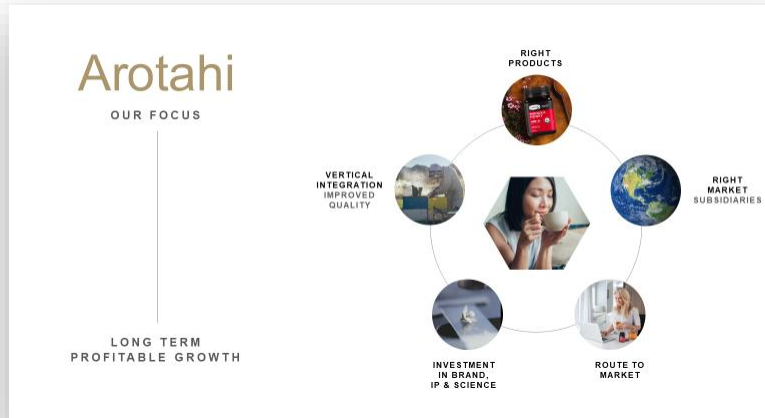 Arotahi
OUR FOCUS
LONG TERM
PROFITABLE GROWTH
RIGHT
PRODUCTS
RIGHT
MARKET
SUBSIDIARIES
ROUTE TO
MARKET
INVESTMENT
IN BRAND,
IP & SCIENCE
VERTICAL
INTEGRATION
IMPROVED
QUALITY